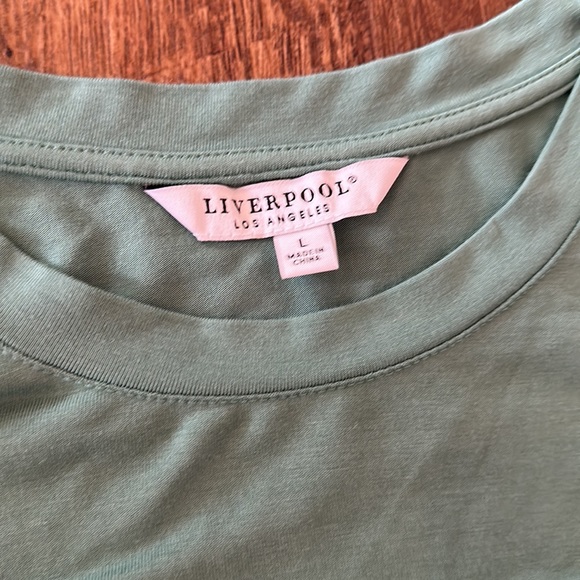 LIVERPOOL®
LOS ANGELES
L
MADE IN
CHINA